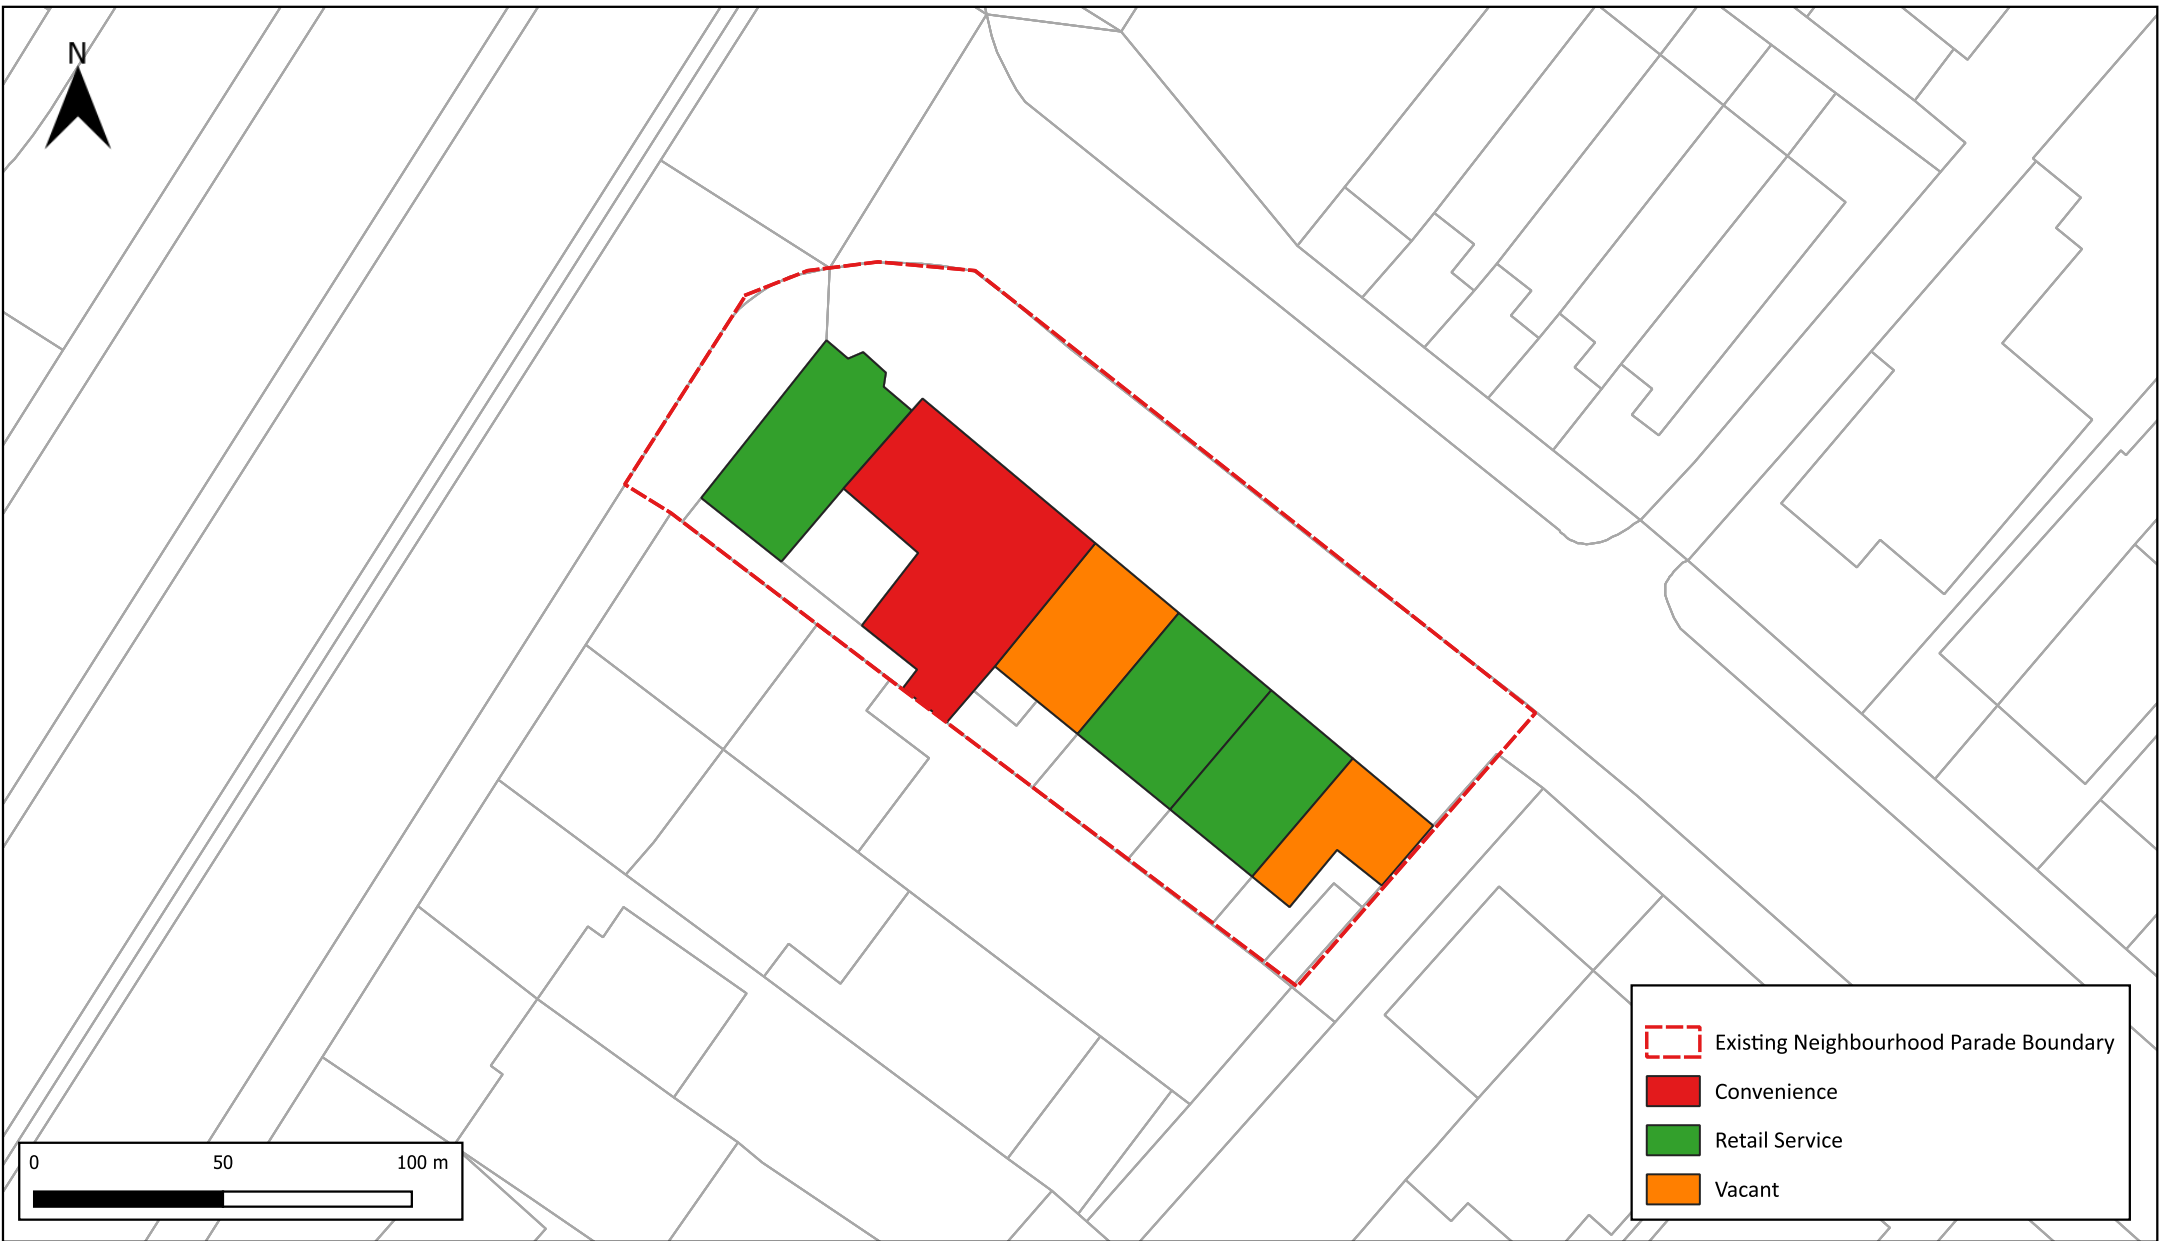 N
Existing Neighbourhood Parade Boundary
Convenience
Retail Service
Vacant
0 50 100 m